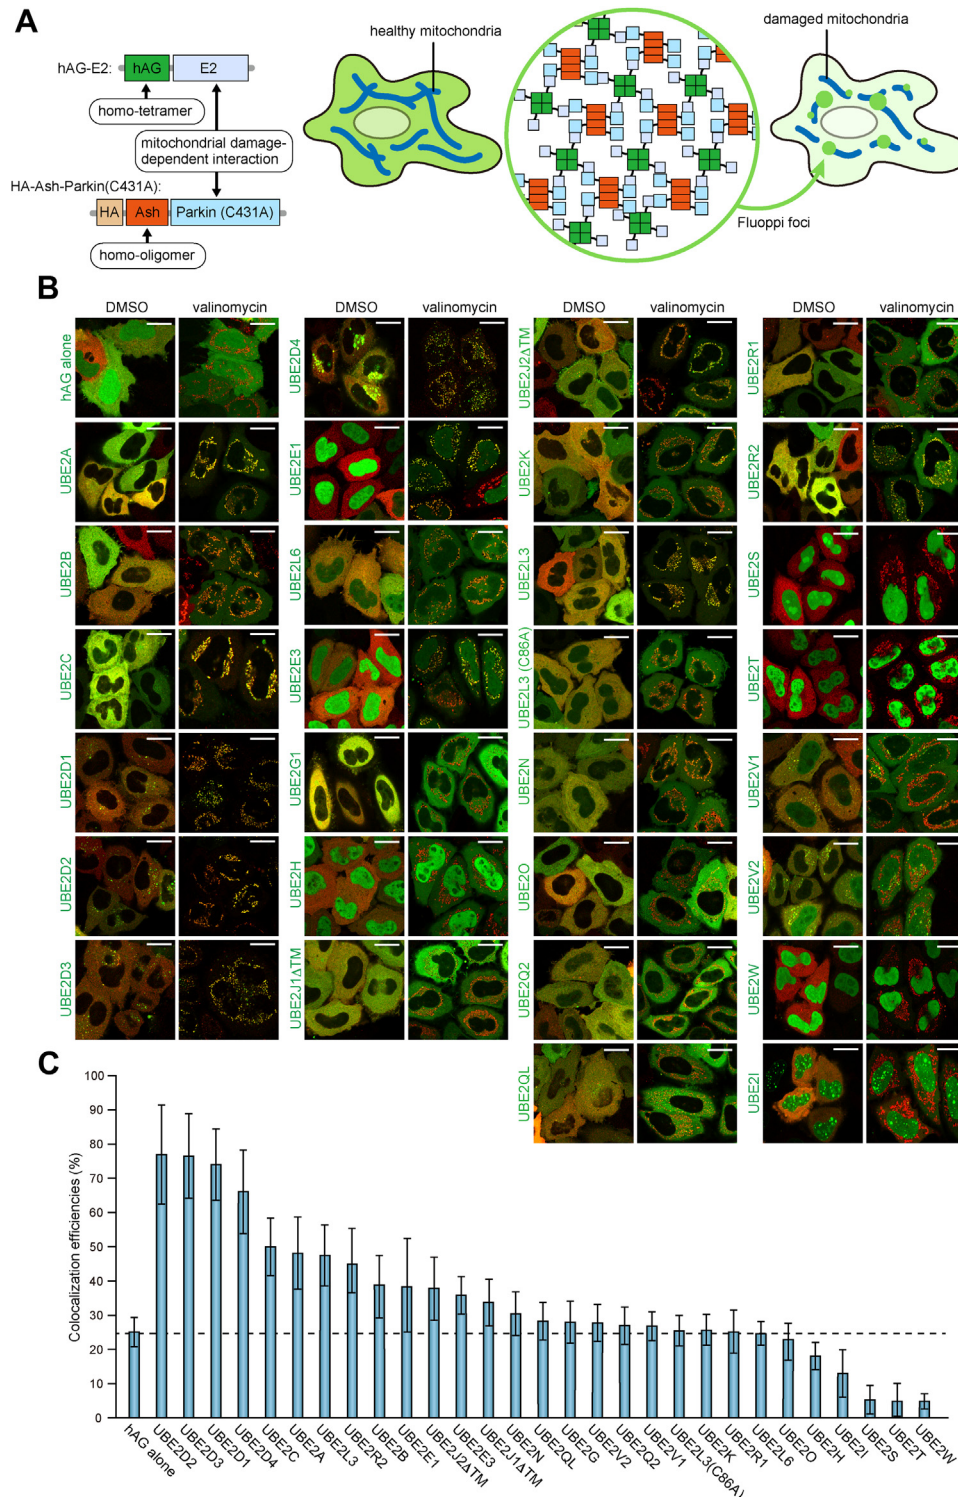 A
hAG-E2:
hAG
E2
homo-tetramer
mitochondrial damage-
dependent interaction
HA-Ash-Parkin(C431A):
HA
Ash
Parkin (C431A)
homo-oligomer
healthy mitochondria
damaged mitochondria
Fluoppi foci
B
DMSO
valinomycin
DMSO
valinomycin
DMSO
valinomycin
DMSO
valinomycin
hAG alone
UBE2A
UBE2B
UBE2C
UBE2D1
UBE2D2
UBE2D3
UBE2D4
UBE2E1
UBE2L6
UBE2E3
UBE2G1
UBE2H
UBE2J1ΔTM
UBE2J2ΔTM
UBE2K
UBE2L3
UBE2L3 (C86A)
UBE2N
UBE2O
UBE2Q2
UBE2QL
UBE2R1
UBE2R2
UBE2S
UBE2T
UBE2V1
UBE2V2
UBE2W
UBE2I
C
Colocalization efficiencies (%)
100
90
80
70
60
50
40
30
20
10
0
hAG alone
UBE2D2
UBE2D3
UBE2D1
UBE2D4
UBE2C
UBE2A
UBE2L3
UBE2R2
UBE2B
UBE2E1
UBE2J2ΔTM
UBE2E3
UBE2J1ΔTM
UBE2N
UBE2QL
UBE2G
UBE2V2
UBE2Q2
UBE2V1
UBE2L3(C86A)
UBE2K
UBE2R1
UBE2L6
UBE2O
UBE2H
UBE2I
UBE2S
UBE2T
UBE2W